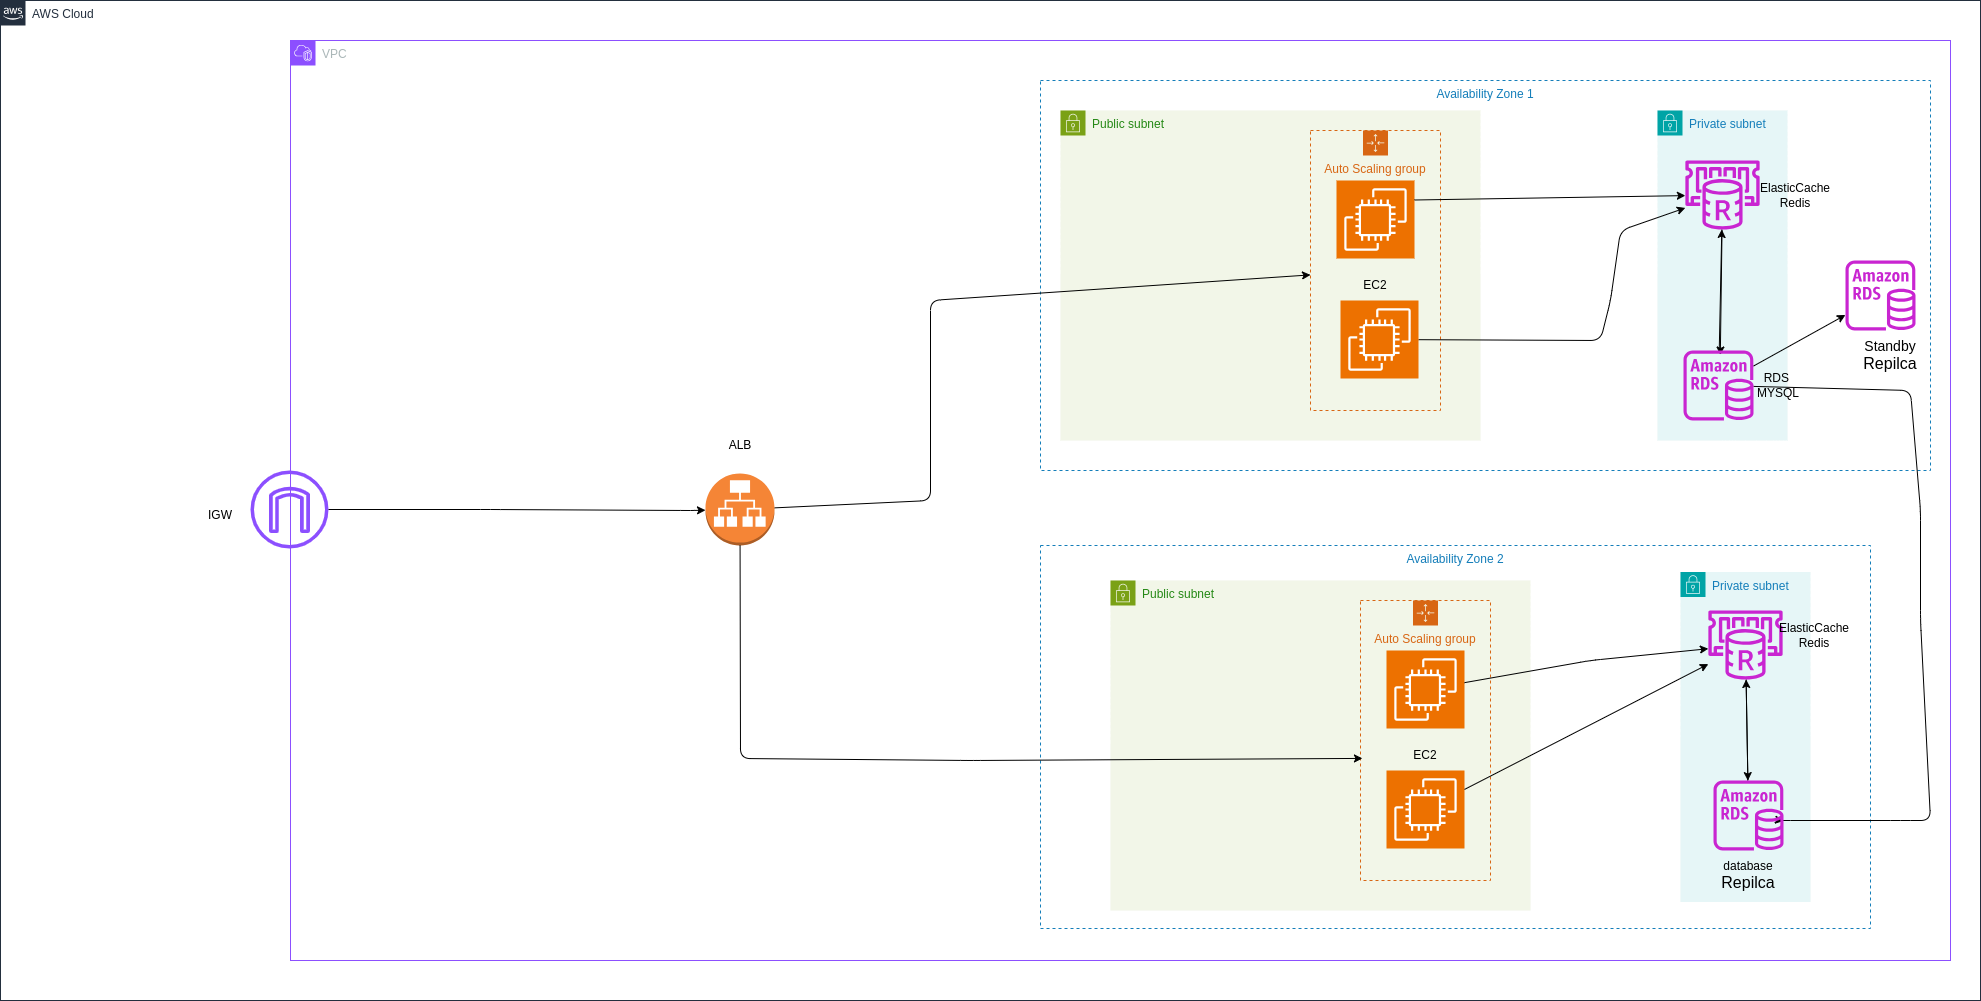 aws
AWS Cloud
VPC
Availability Zone 1
Public subnet
Private subnet
Auto Scaling group
R
ElasticCache
Redis
EC2
Amazon
RDS
Standby
Repilca
Amazon
RDS
RDS
MYSQL
ALB
IGW
Availability Zone 2
Public subnet
Private subnet
Auto Scaling group
R
ElasticCache
Redis
EC2
Amazon
RDS
database
Repilca